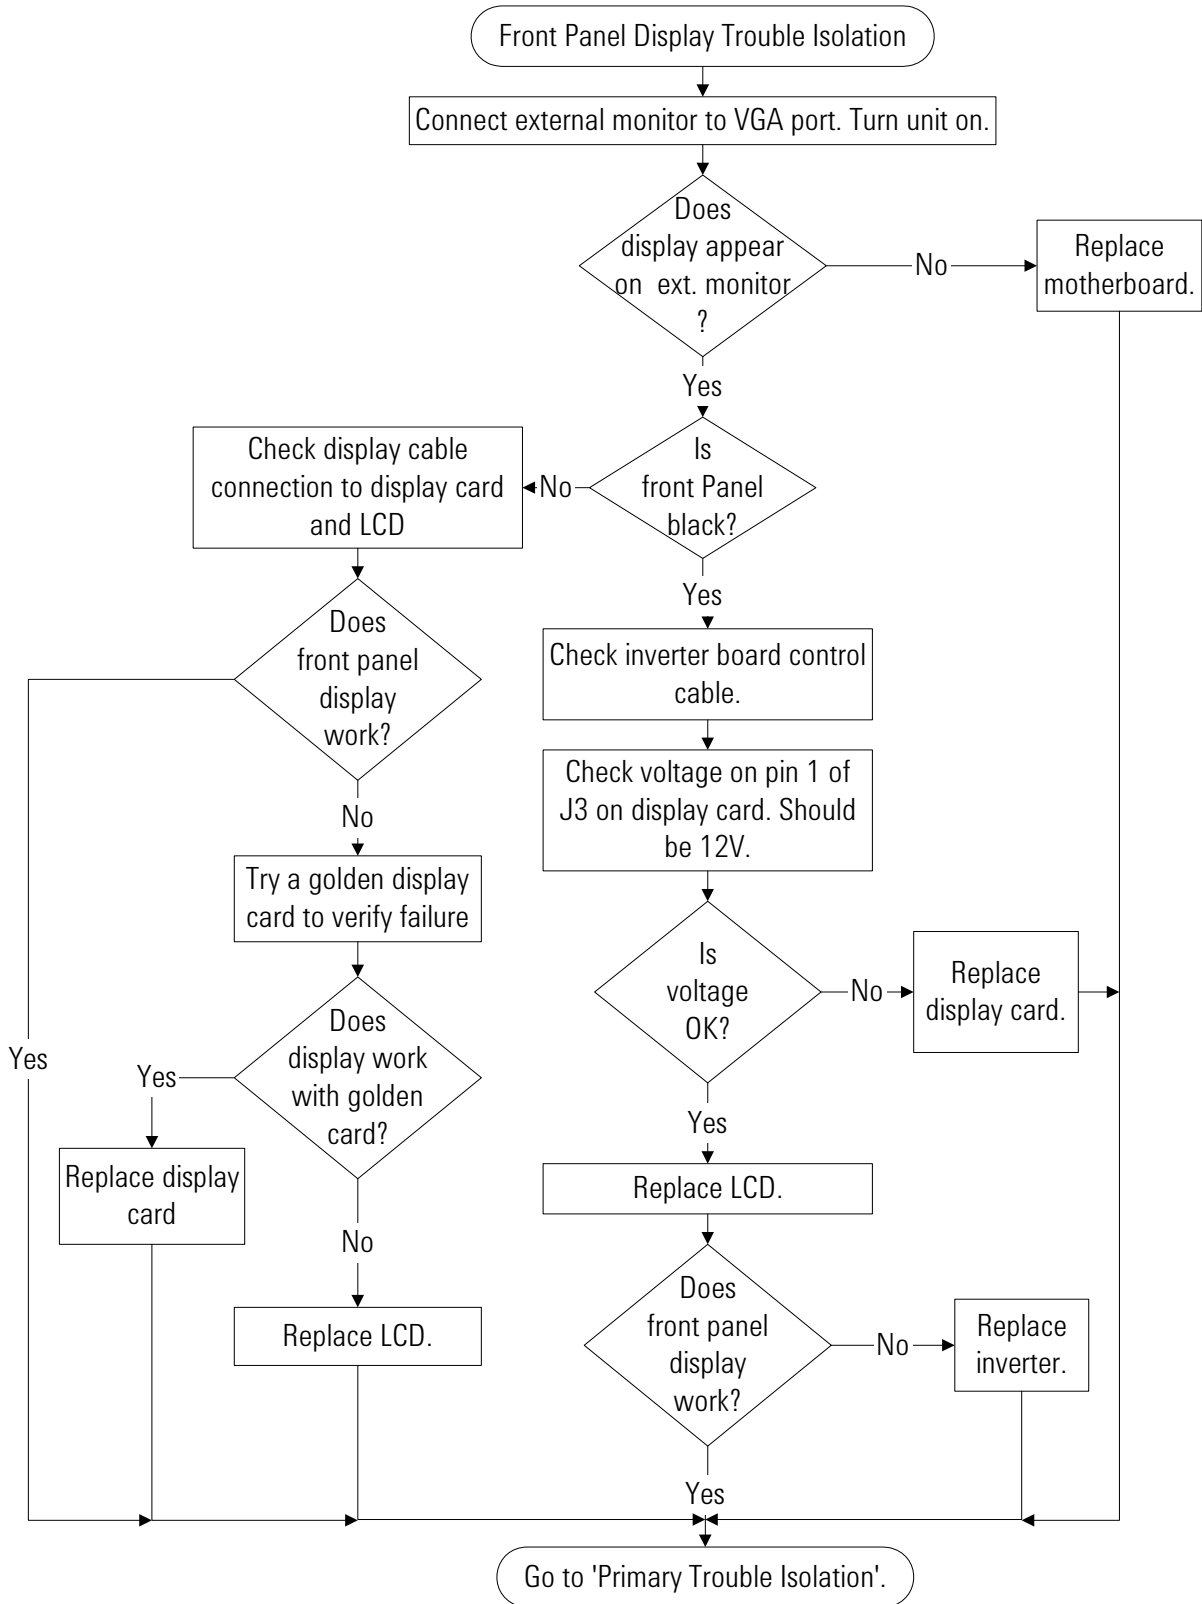 Front Panel Display Trouble Isolation
Connect external monitor to VGA port. Turn unit on.
Does
display appear
on  ext. monitor
?
No
Replace
motherboard.
Yes
Is
front Panel
black?
No
Check display cable
connection to display card
and LCD
Yes
Does
front panel
display
work?
Check inverter board control
cable.
Check voltage on pin 1 of
J3 on display card. Should
be 12V.
No
Try a golden display
card to verify failure
Is
voltage
OK?
No
Replace
display card.
Yes
Does
display work
with golden
card?
Yes
Yes
Replace display
card
Replace LCD.
No
Replace LCD.
Does
front panel
display
work?
No
Replace
inverter.
Yes
Go to 'Primary Trouble Isolation'.